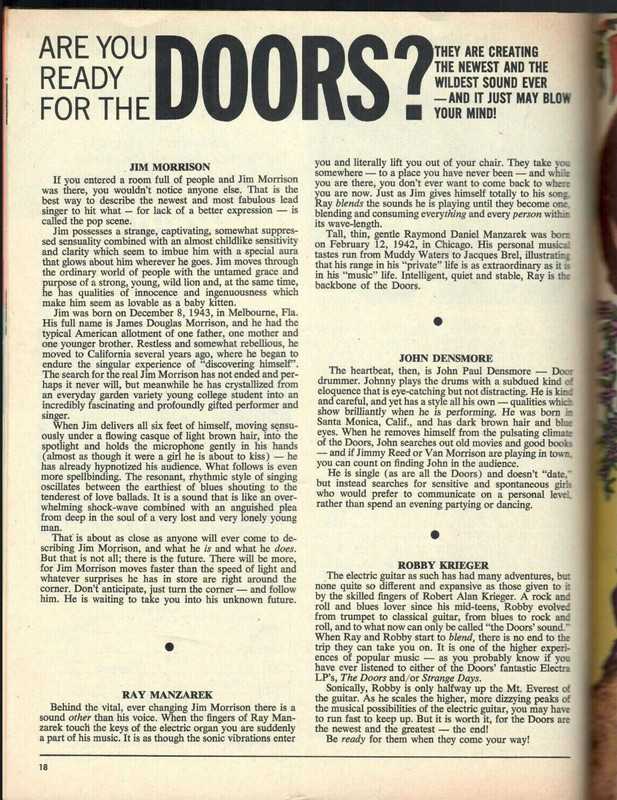 ARE YOU
READY
FOR THE
DOORS?
THEY ARE CREATING
THE NEWEST AND THE
WILDEST SOUND EVER
—AND IT JUST MAY BLOW
YOUR MIND!
JIM MORRISON
If you entered a room full of people and Jim Morrison
was there, you wouldn't notice anyone else. That is the
best way to describe the newest and most fabulous lead
singer to hit what – for lack of a better expression — is
called the pop scene.
Jim possesses a strange, captivating, somewhat suppres-
sed sensuality combined with an almost childlike sensitivity
and clarity which seem to imbue him with a special aura
that glows about him wherever he goes. Jim moves through
the ordinary world of people with the untamed grace and
purpose of a strong, young, wild lion and, at the same time,
he has qualities of innocence and ingenuousness which
make him seem as lovable as a baby kitten.
Jim was born on December 8, 1943, in Melbourne, Fla.
His full name is James Douglas Morrison, and he had the
typical American allotment of one father, one mother and
one younger brother. Restless and somewhat rebellious, he
moved to California several years ago, where he began to
endure the singular experience of "discovering himself".
The search for the real Jim Morrison has not ended and per-
haps it never will, but meanwhile he has crystallized from
an everyday garden variety young college student into an
incredibly fascinating and profoundly gifted performer and
singer.
When Jim delivers all six feet of himself, moving sensu-
ously under a flowing casque of light brown hair, into the
spotlight and holds the microphone gently in his hands
(almost as though it were a girl he is about to kiss) — he
has already hypnotized his audience. What follows is even
more spellbinding. The resonant, rhythmic style of singing
oscillates between the earthiest of blues shouting to the
tenderest of love ballads. It is a sound that is like an over-
whelming shock-wave combined with an anguished plea
from deep in the soul of a very lost and very lonely young
man.
That is about as close as anyone will ever come to de-
scribing Jim Morrison, and what he is and what he does.
But that is not all; there is the future. There will be more,
for Jim Morrison moves faster than the speed of light and
whatever surprises he has in store are right around the
corner. Don't anticipate, just turn the corner — and follow
him. He is waiting to take you into his unknown future.
RAY MANZAREK
Behind the vital, ever changing Jim Morrison there is a
sound other than his voice. When the fingers of Ray Man-
zarek touch the keys of the electric organ you are suddenly
a part of his music. It is as though the sonic vibrations enter
you and literally lift you out of your chair. They take you
somewhere — to a place you have never been — and while
you are there, you don't ever want to come back to where
you are now. Just as Jim gives himself totally to his song,
Ray blends the sounds he is playing until they become one,
blending and consuming everything and every person within
its wave-length.
Tall, thin, gentle Raymond Daniel Manzarek was born
on February 12, 1942, in Chicago. His personal musical
tastes run from Muddy Waters to Jacques Brel, illustrating
that his range in his "private" life is as extraordinary as it is
in his "music" life. Intelligent, quiet and stable, Ray is the
backbone of the Doors.
JOHN DENSMORE
The heartbeat, then, is John Paul Densmore — Door
drummer. Johnny plays the drums with a subdued kind of
eloquence that is eye-catching but not distracting. He is kind
and careful, and yet has a style all his own — qualities which
show brilliantly when he is performing. He was born in
Santa Monica, Calif., and has dark brown hair and blue
eyes. When he removes himself from the pulsating climate
of the Doors, John searches out old movies and good books
— and if Jimmy Reed or Van Morrison are playing in town,
you can count on finding John in the audience.
He is single (as are all the Doors) and doesn't "date,"
but instead searches for sensitive and spontaneous girls
who would prefer to communicate on a personal level,
rather than spend an evening partying or dancing.
ROBBY KRIEGER
The electric guitar as such has had many adventures, but
none quite so different and expansive as those given to it
by the skilled fingers of Robert Alan Krieger. A rock and
roll and blues lover since his mid-teens, Robby evolved
from trumpet to classical guitar, from blues to rock and
roll, and to what now can only be called "the Doors' sound."
When Ray and Robby start to blend, there is no end to the
trip they can take you on. It is one of the higher experi-
ences of popular music — as you probably know if you
have ever listened to either of the Doors' fantastic Electra
LP's, The Doors and/or Strange Days.
Sonically, Robby is only halfway up the Mt. Everest of
the guitar. As he scales the higher, more dizzying peaks of
the musical possibilities of the electric guitar, you may have
to run fast to keep up. But it is worth it, for the Doors are
the newest and the greatest — the end!
Be ready for them when they come your way!
18